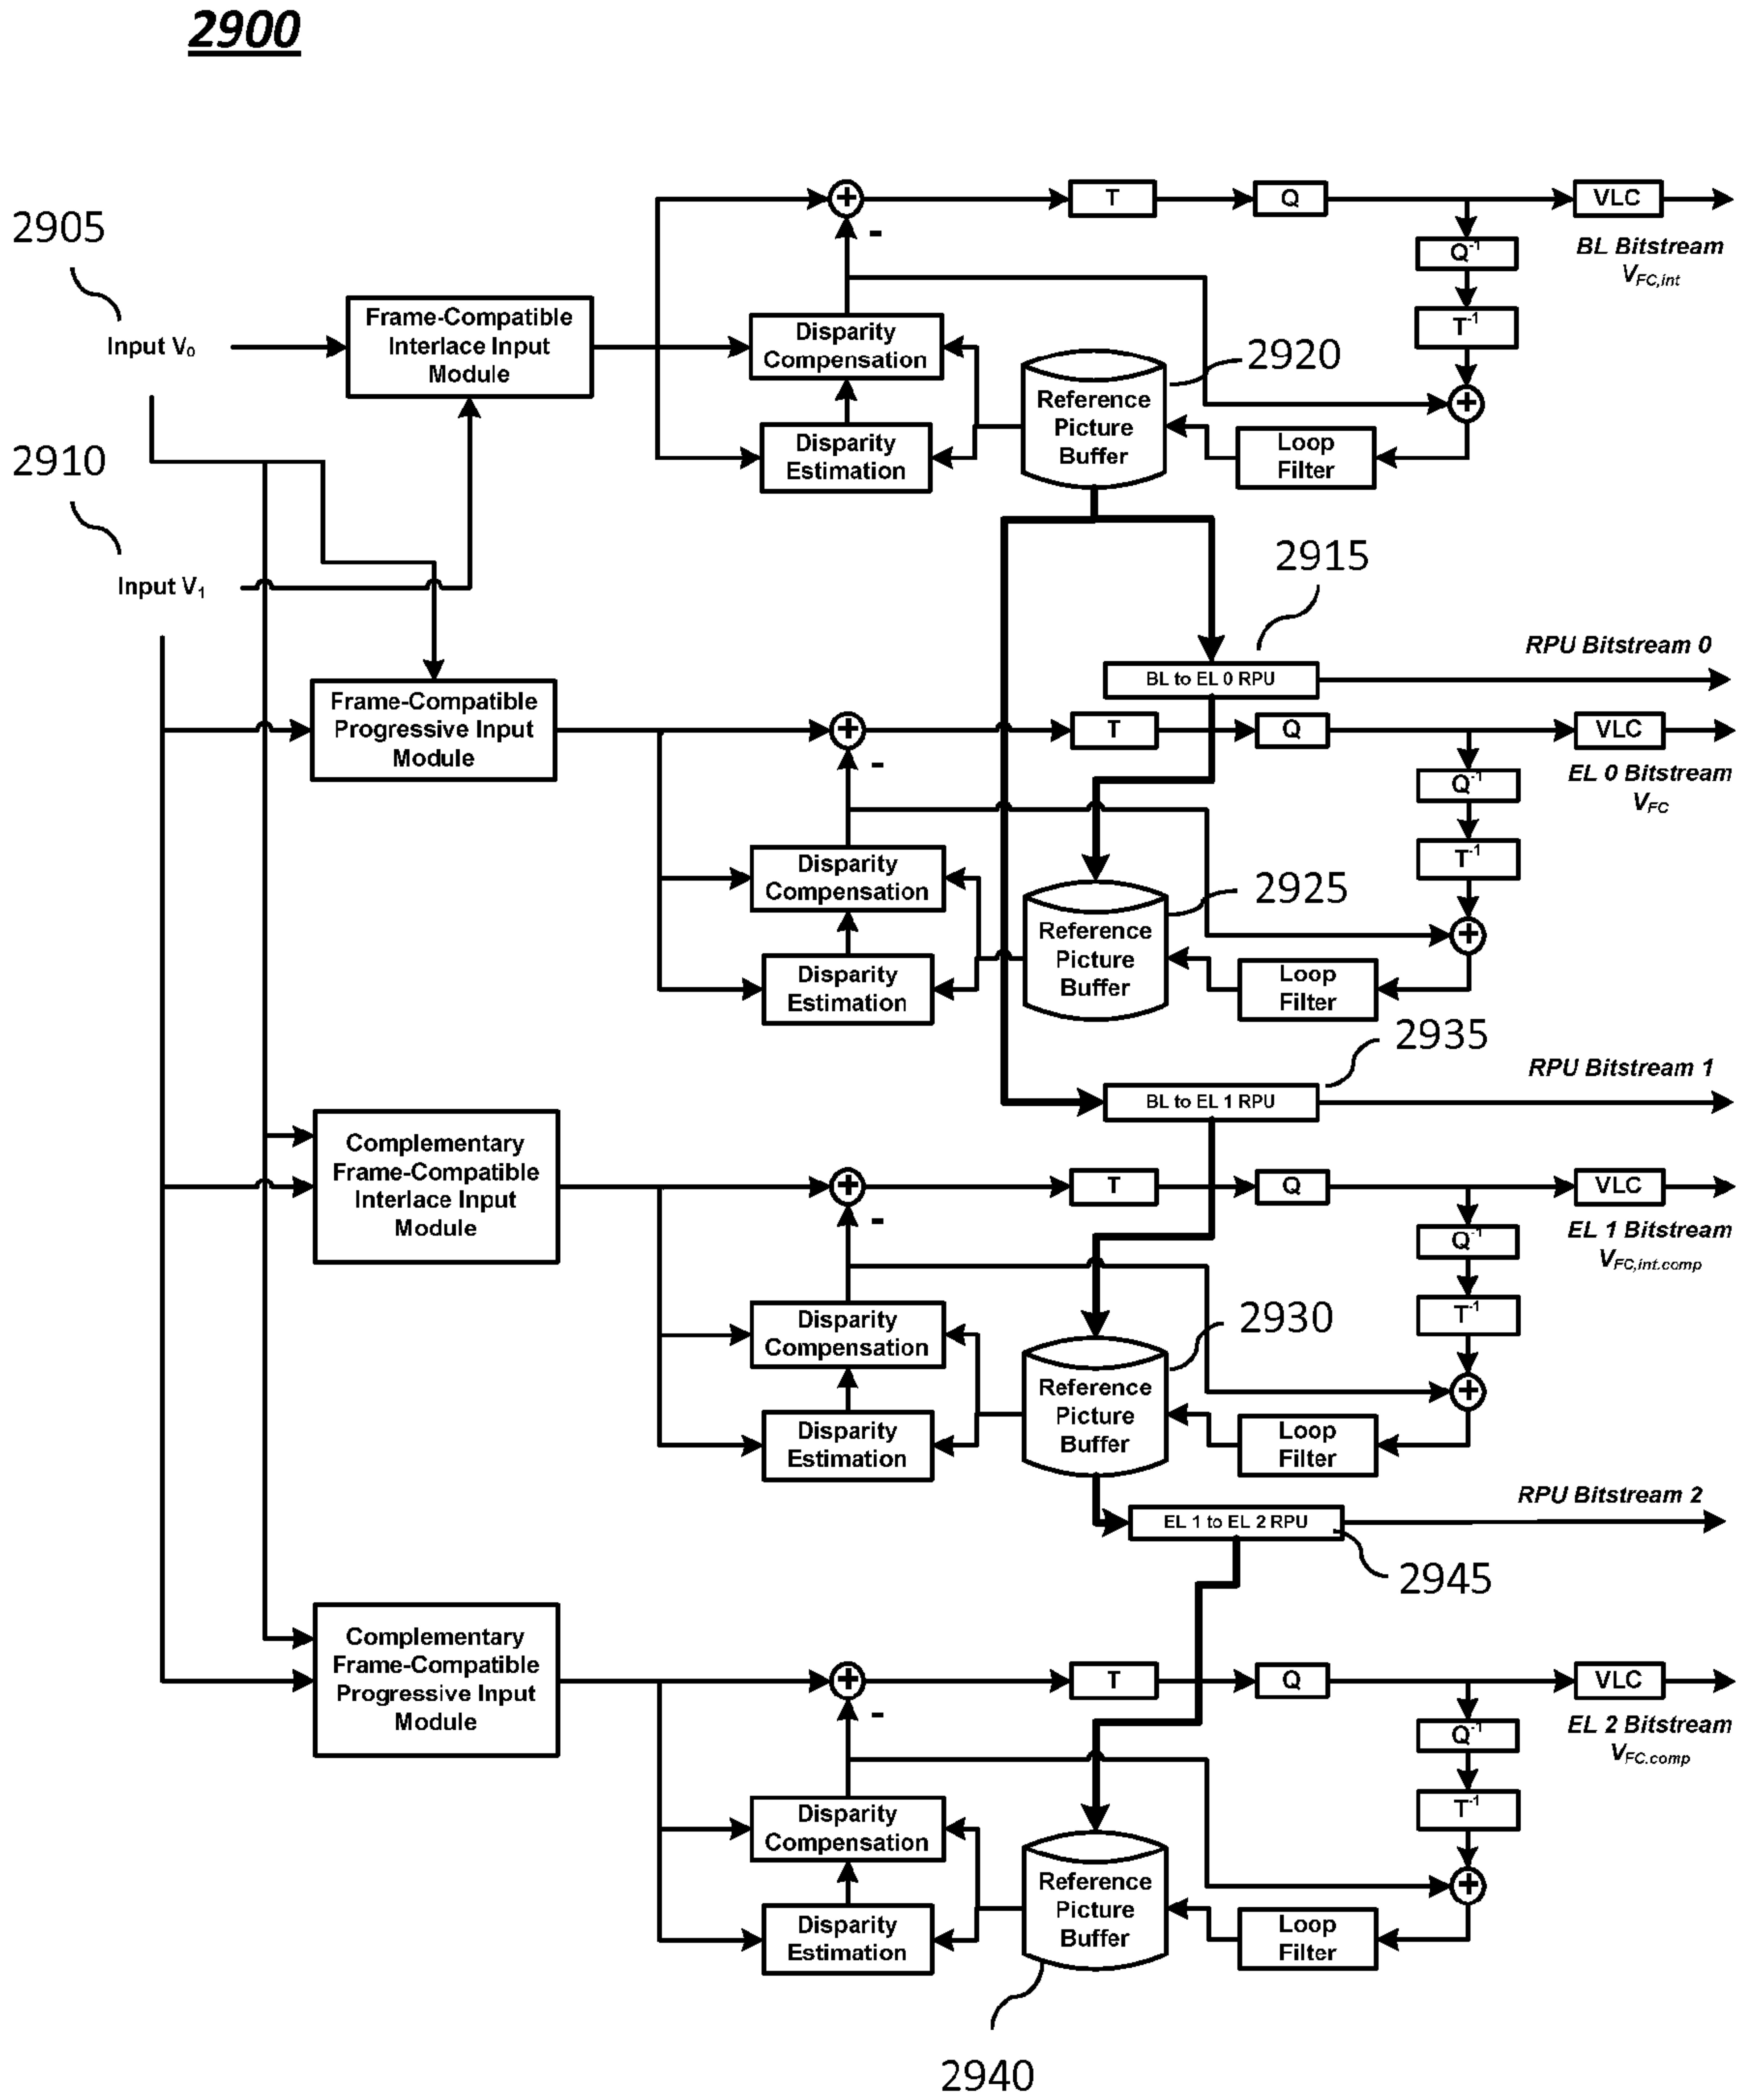 2900
2905
Input V0
2910
Input V1
Frame-Compatible
Interlace Input
Module
+
-
T
Q
VLC
BL Bitstream
VFC,int
Q-1
T-1
+
Disparity
Compensation
Disparity
Estimation
Reference
Picture
Buffer
2920
Loop
Filter
2915
BL to EL 0 RPU
RPU Bitstream 0
Frame-Compatible
Progressive Input
Module
+
-
T
Q
VLC
EL 0 Bitstream
VFC
Q-1
T-1
+
Disparity
Compensation
Disparity
Estimation
Reference
Picture
Buffer
2925
Loop
Filter
2935
BL to EL 1 RPU
RPU Bitstream 1
Complementary
Frame-Compatible
Interlace Input
Module
+
-
T
Q
VLC
EL 1 Bitstream
VFC,int.comp
Q-1
T-1
+
Disparity
Compensation
Disparity
Estimation
Reference
Picture
Buffer
2930
Loop
Filter
EL 1 to EL 2 RPU
RPU Bitstream 2
2945
Complementary
Frame-Compatible
Progressive Input
Module
+
-
T
Q
VLC
EL 2 Bitstream
VFC.comp
Q-1
T-1
+
Disparity
Compensation
Disparity
Estimation
Reference
Picture
Buffer
Loop
Filter
2940